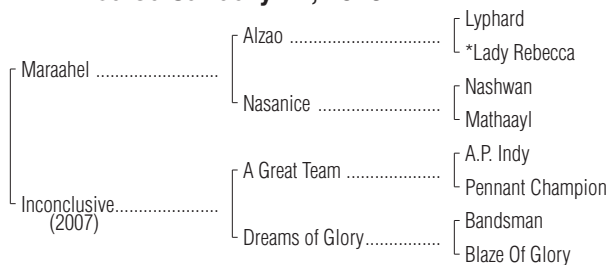 Lyphard
Alzao
*Lady Rebecca
Maraahel
Nashwan
Nasanice
Mathaayl
A.P. Indy
A Great Team
Pennant Champion
Inconclusive
(2007)
Bandsman
Dreams of Glory
Blaze Of Glory